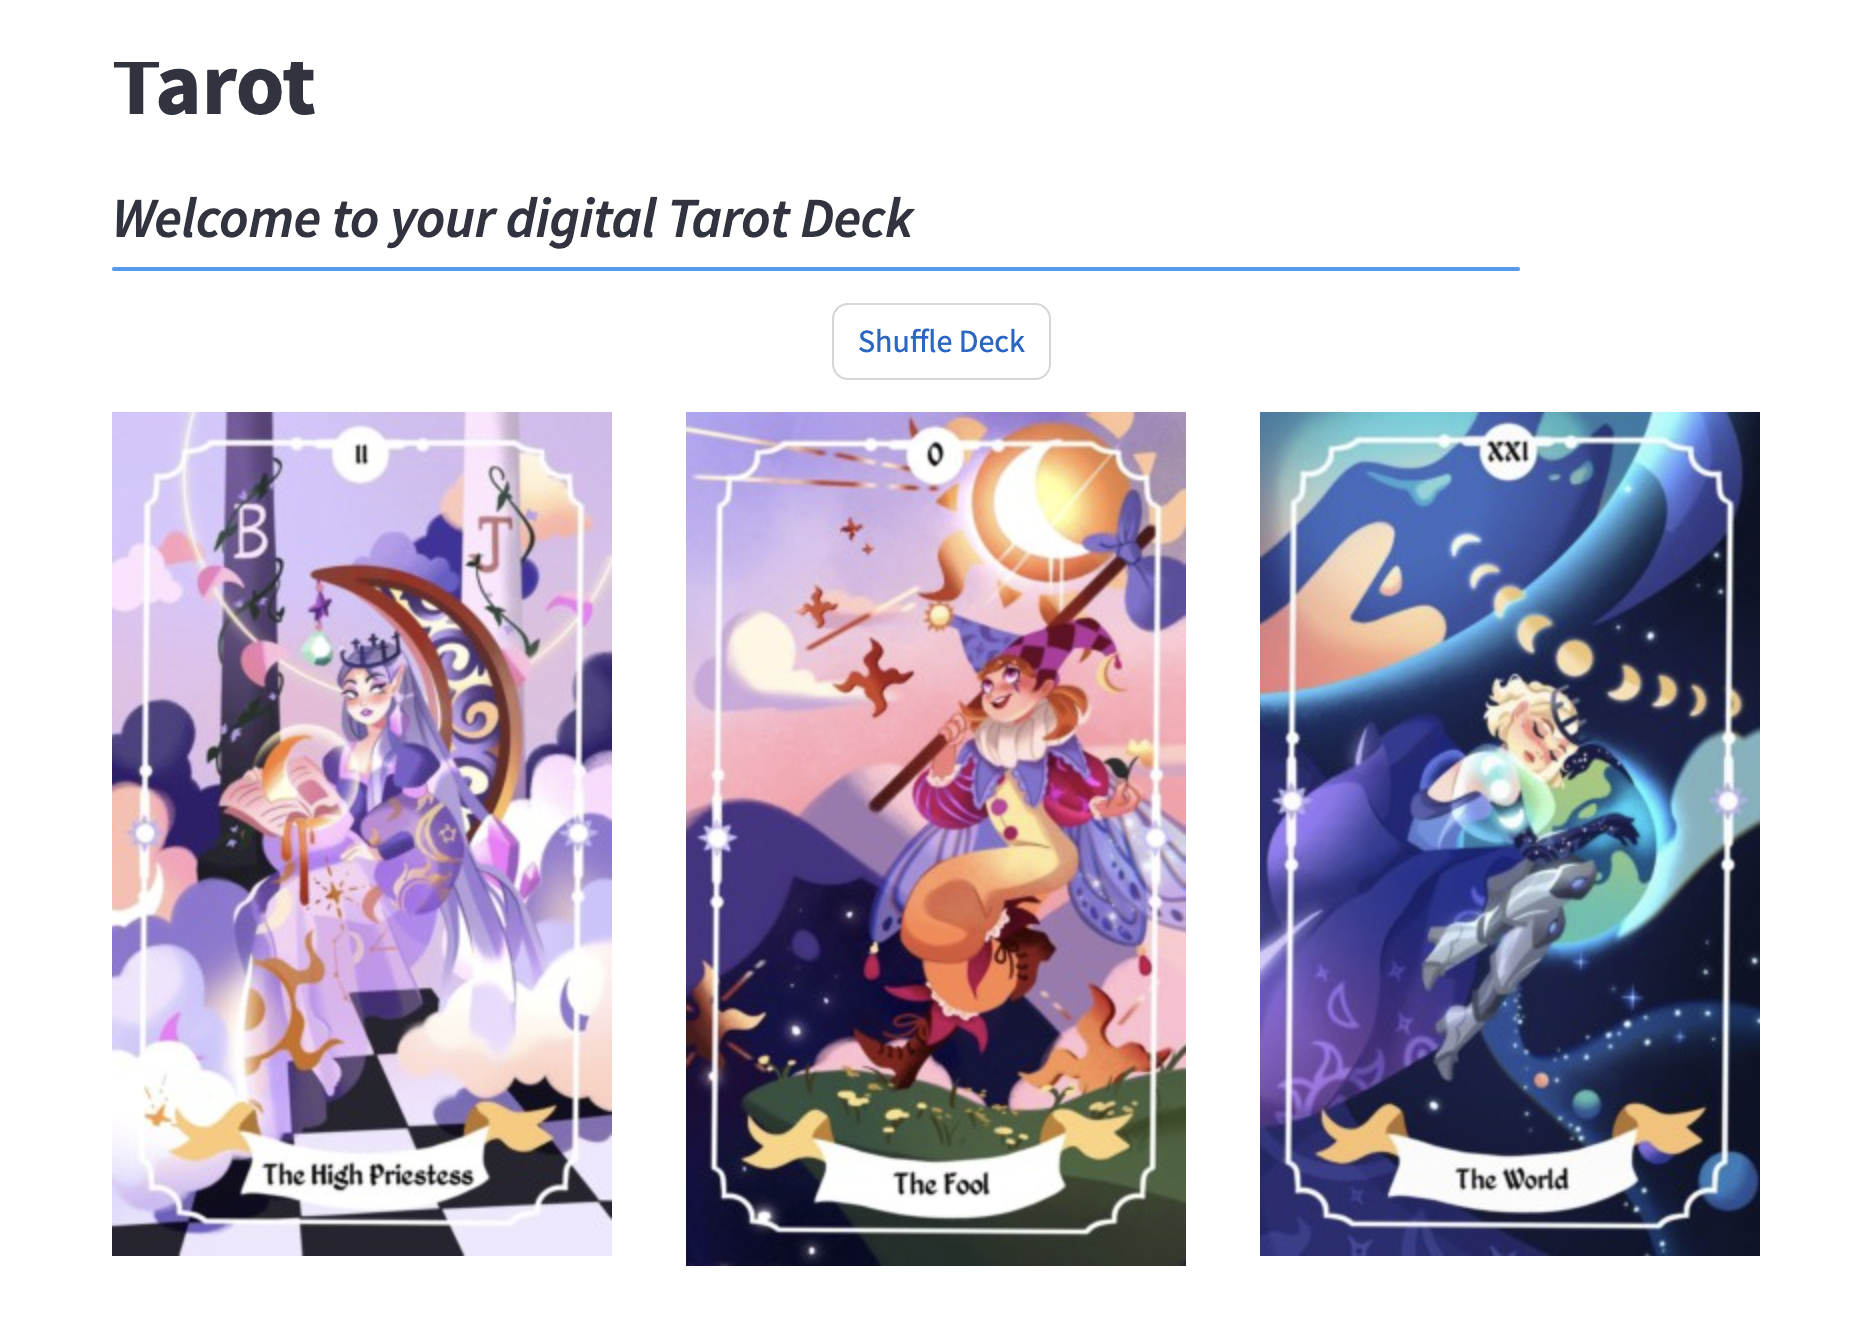 Tarot
Welcome to your digital Tarot Deck
Shuffle Deck
II
B
J
The High Priestess
0
The Fool
XXI
The World